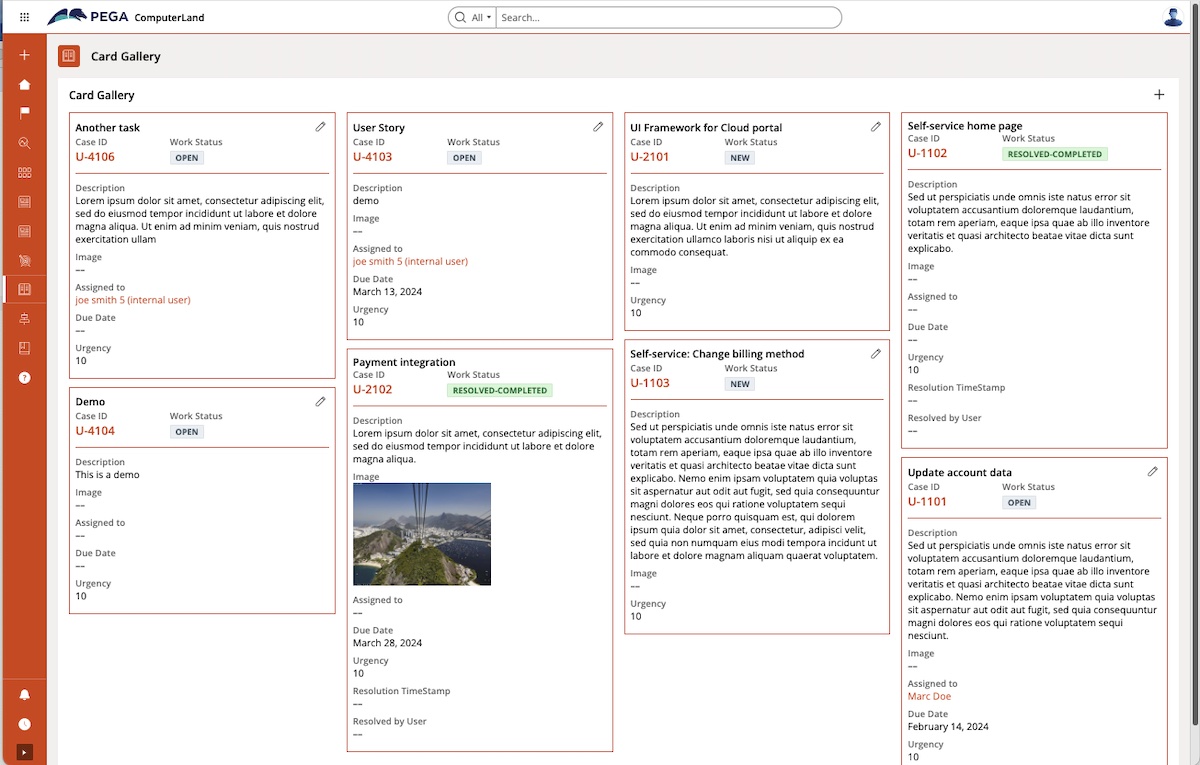 PEGA ComputerLand
All
Search...
Card Gallery
Card Gallery
Another task
Case ID Work Status
U-4106 OPEN
Description
Lorem ipsum dolor sit amet, consectetur adipiscing elit,
sed do eiusmod tempor incididunt ut labore et dolore
magna aliqua. Ut enim ad minim veniam, quis nostrud
exercitation ullam
Image
––
Assigned to
joe smith 5 (internal user)
Due Date
––
Urgency
10
Demo
Case ID Work Status
U-4104 OPEN
Description
This is a demo
Image
––
Assigned to
––
Due Date
––
Urgency
10
User Story
Case ID Work Status
U-4103 OPEN
Description
demo
Image
––
Assigned to
joe smith 5 (internal user)
Due Date
March 13, 2024
Urgency
10
Payment integration
Case ID Work Status
U-2102 RESOLVED-COMPLETED
Description
Lorem ipsum dolor sit amet, consectetur adipiscing elit,
sed do eiusmod tempor incididunt ut labore et dolore
magna aliqua.
Image
Assigned to
––
Due Date
March 28, 2024
Urgency
10
Resolution TimeStamp
––
Resolved by User
––
UI Framework for Cloud portal
Case ID Work Status
U-2101 NEW
Description
Lorem ipsum dolor sit amet, consectetur adipiscing elit,
sed do eiusmod tempor incididunt ut labore et dolore
magna aliqua. Ut enim ad minim veniam, quis nostrud
exercitation ullamco laboris nisi ut aliquip ex ea
commodo consequat.
Image
––
Urgency
10
Self-service: Change billing method
Case ID Work Status
U-1103 NEW
Description
Sed ut perspiciatis unde omnis iste natus error sit
voluptatem accusantium doloremque laudantium,
totam rem aperiam, eaque ipsa quae ab illo inventore
veritatis et quasi architecto beatae vitae dicta sunt
explicabo. Nemo enim ipsam voluptatem quia voluptas
sit aspernatur aut odit aut fugit, sed quia consequuntur
magni dolores eos qui ratione voluptatem sequi
nesciunt. Neque porro quisquam est, qui dolorem
ipsum quia dolor sit amet, consectetur, adipisci velit,
sed quia non numquam eius modi tempora incidunt ut
labore et dolore magnam aliquam quaerat voluptatem.
Image
––
Urgency
10
Self-service home page
Case ID Work Status
U-1102 RESOLVED-COMPLETED
Description
Sed ut perspiciatis unde omnis iste natus error sit
voluptatem accusantium doloremque laudantium,
totam rem aperiam, eaque ipsa quae ab illo inventore
veritatis et quasi architecto beatae vitae dicta sunt
explicabo.
Image
––
Assigned to
––
Due Date
––
Urgency
10
Resolution TimeStamp
––
Resolved by User
––
Update account data
Case ID Work Status
U-1101 OPEN
Description
Sed ut perspiciatis unde omnis iste natus error sit
voluptatem accusantium doloremque laudantium,
totam rem aperiam, eaque ipsa quae ab illo inventore
veritatis et quasi architecto beatae vitae dicta sunt
explicabo. Nemo enim ipsam voluptatem quia voluptas
sit aspernatur aut odit aut fugit, sed quia consequuntur
magni dolores eos qui ratione voluptatem sequi
nesciunt.
Image
––
Assigned to
Marc Doe
Due Date
February 14, 2024
Urgency
10